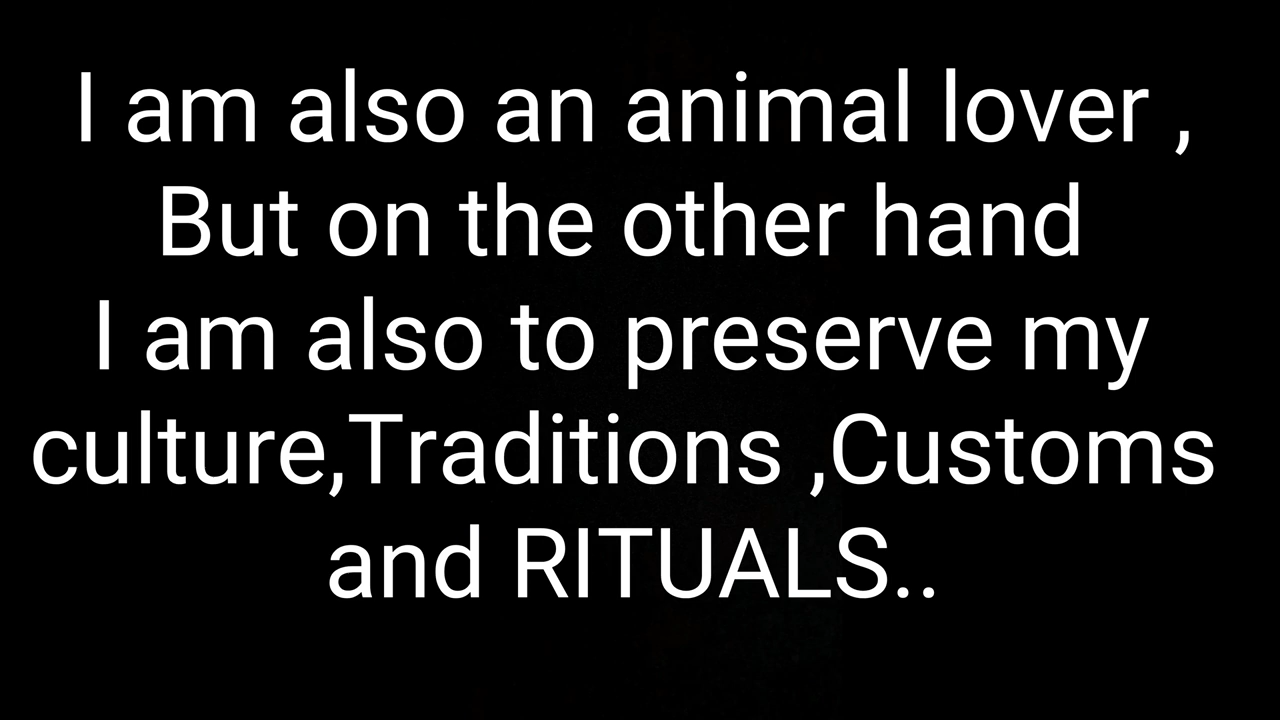 I am also an animal lover ,
But on the other hand
I am also to preserve my
culture,Traditions ,Customs
and RITUALS..